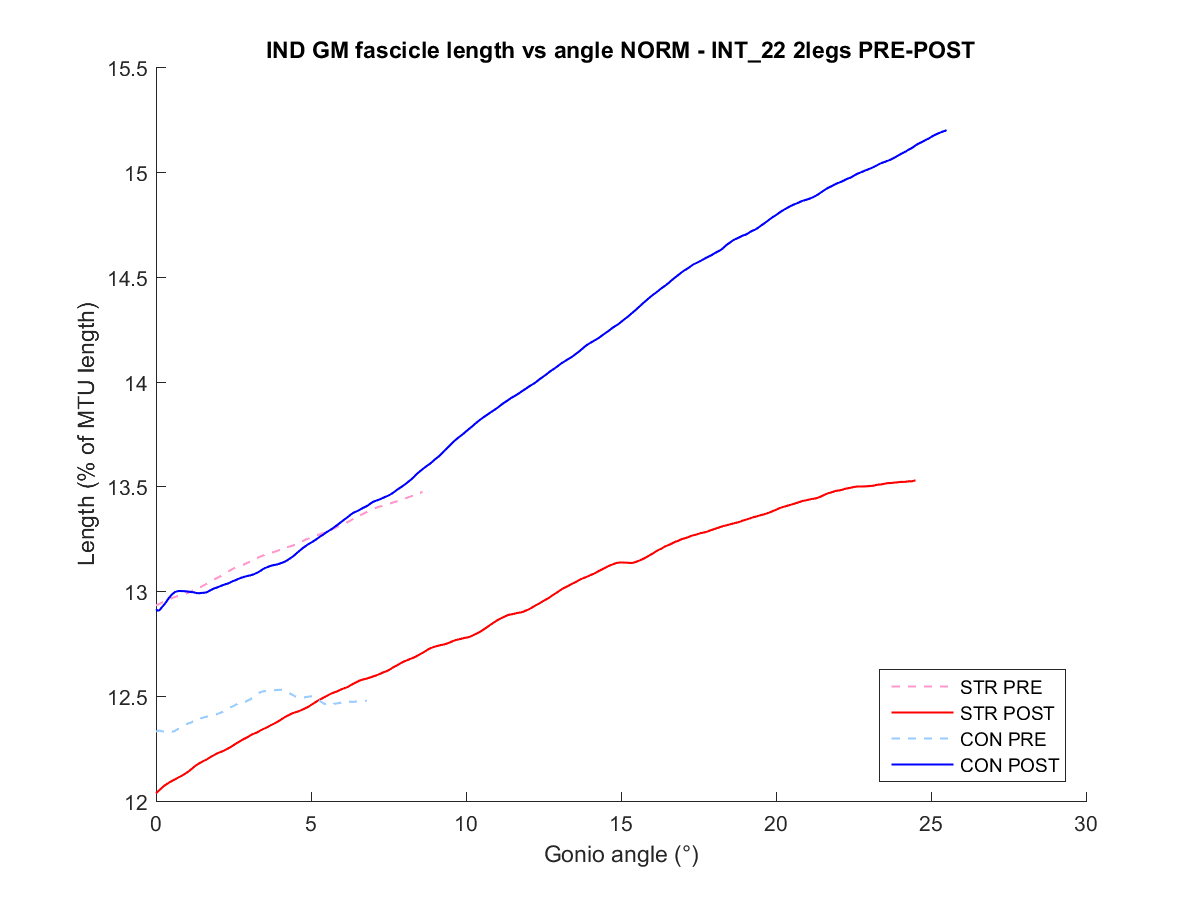 IND GM fascicle length vs angle NORM - INT_22 2legs PRE-POST
15.5
15
14.5
14
13.5
13
12.5
12
Length (% of MTU length)
0 5 10 15 20 25 30
Gonio angle (°)
STR PRE
STR POST
CON PRE
CON POST